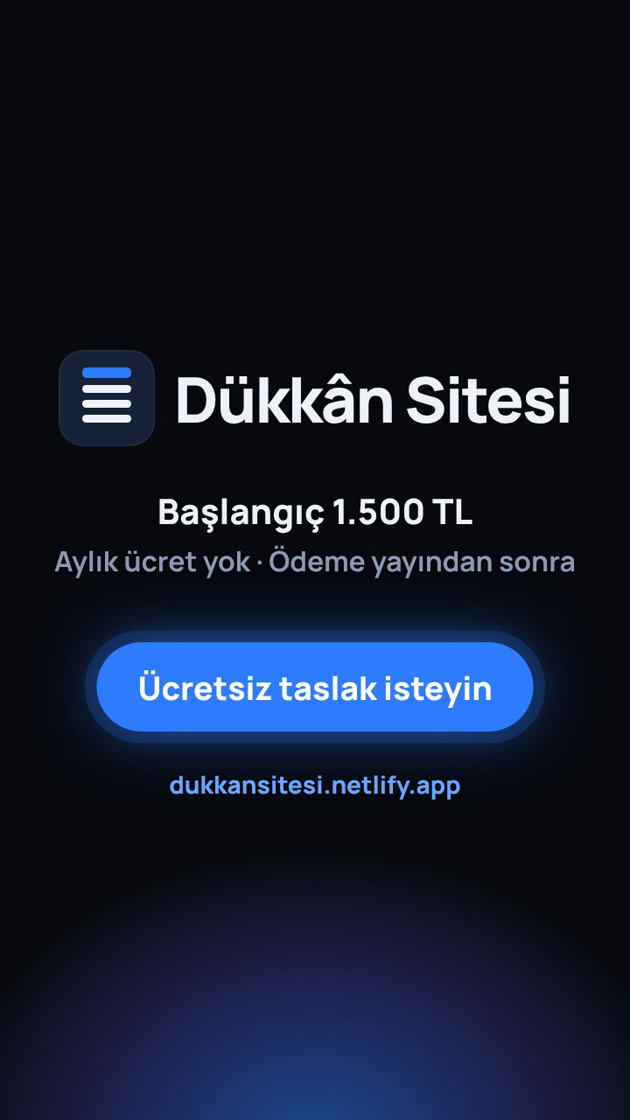 Dükkân Sitesi
Başlangıç 1.500 TL
Aylık ücret yok · Ödeme yayından sonra
Ücretsiz taslak isteyin
dukkansitesi.netlify.app